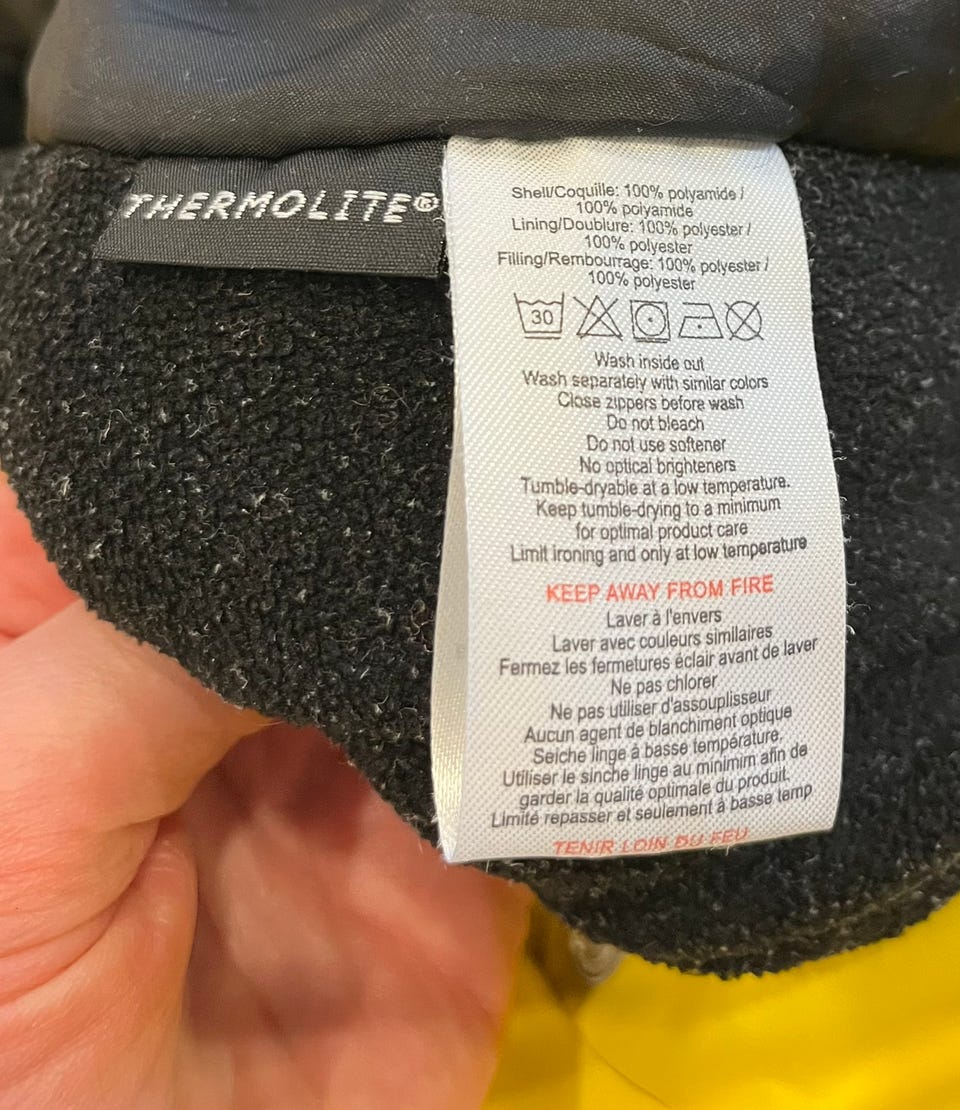 THERMOLITE®
Shell/Coquille: 100% polyamide /
100% polyamide
Lining/Doublure: 100% polyester /
100% polyester
Filling/Rembourrage: 100% polyester /
100% polyester
30
Wash inside out
Wash separately with similar colors
Close zippers before wash
Do not bleach
Do not use softener
No optical brighteners
Tumble-dryable at a low temperature.
Keep tumble-drying to a minimum
for optimal product care
Limit ironing and only at low temperature
KEEP AWAY FROM FIRE
Laver à l'envers
Laver avec couleurs similaires
Fermez les fermetures éclair avant de laver
Ne pas chlorer
Ne pas utiliser d'assouplisseur
Aucun agent de blanchiment optique
Seiche linge à basse température.
Utiliser le sinche linge au minimim afin de
garder la qualité optimale du produit.
Limité repasser et seulement à basse temp
TENIR LOIN DU FEU